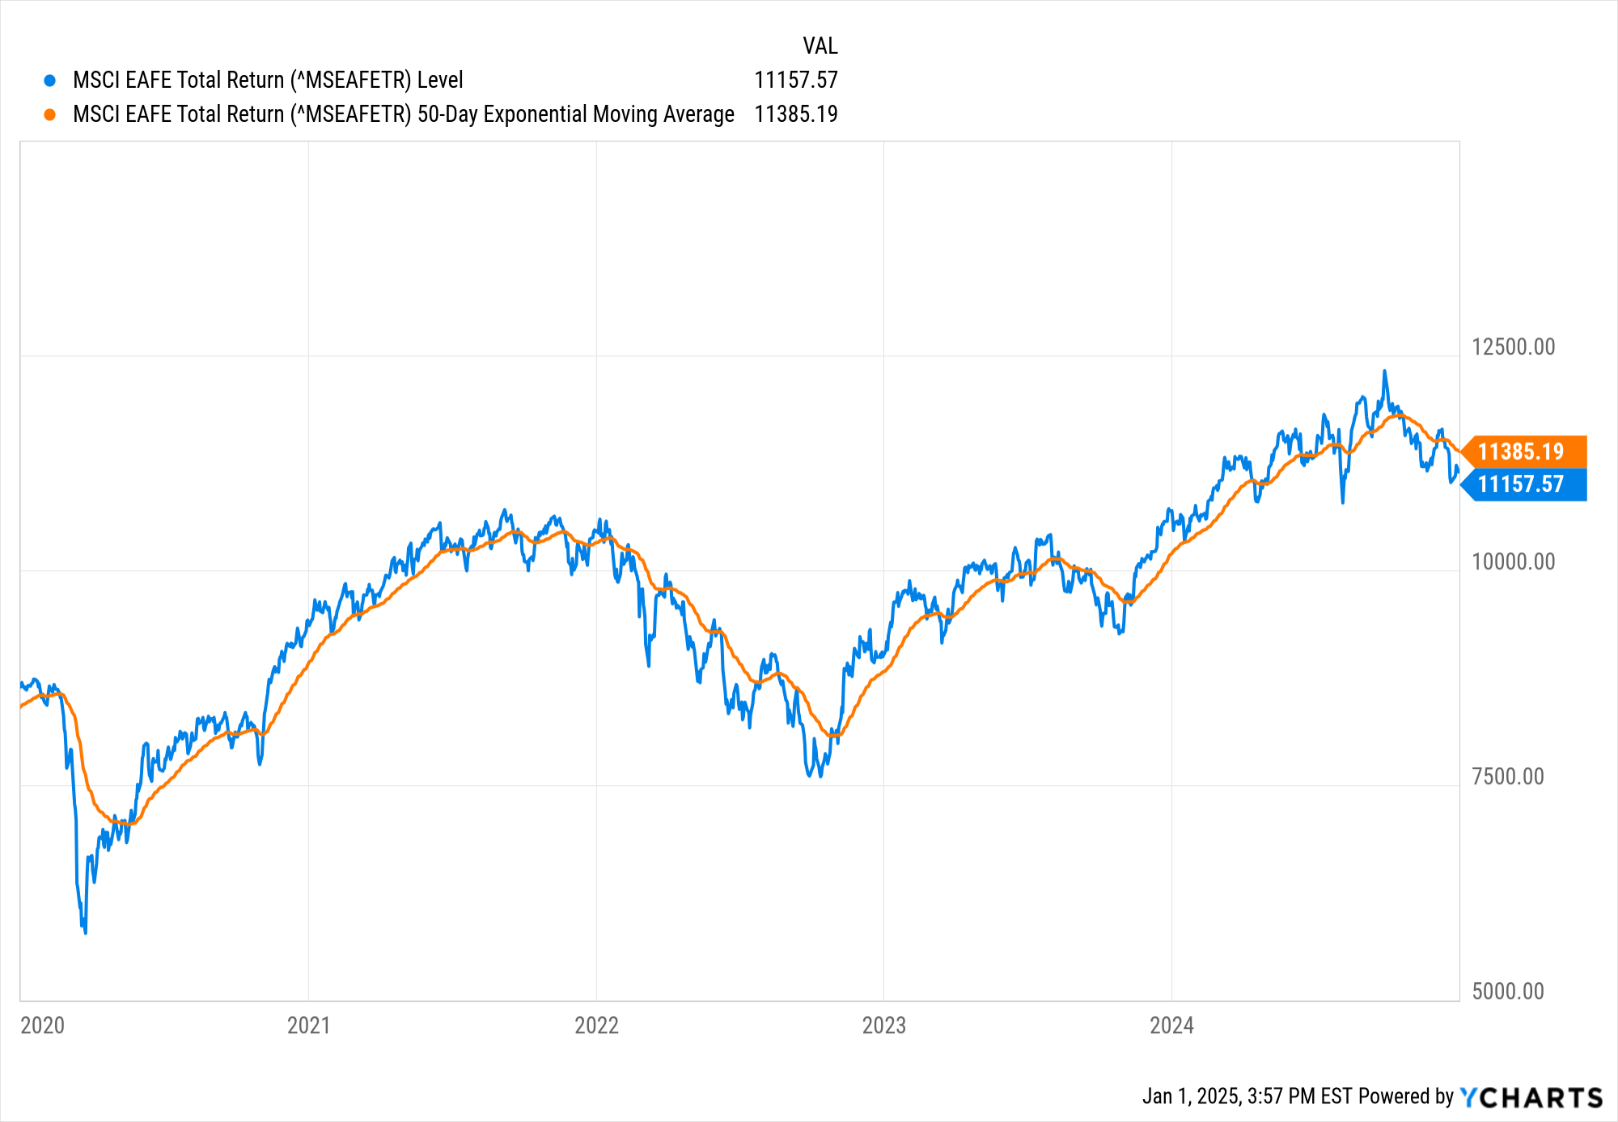 VAL
MSCI EAFE Total Return (^MSEAFETR) Level 11157.57
MSCI EAFE Total Return (^MSEAFETR) 50-Day Exponential Moving Average 11385.19
12500.00
11385.19
11157.57
10000.00
7500.00
5000.00
2020 2021 2022 2023 2024
Jan 1, 2025, 3:57 PM EST Powered by YCHARTS